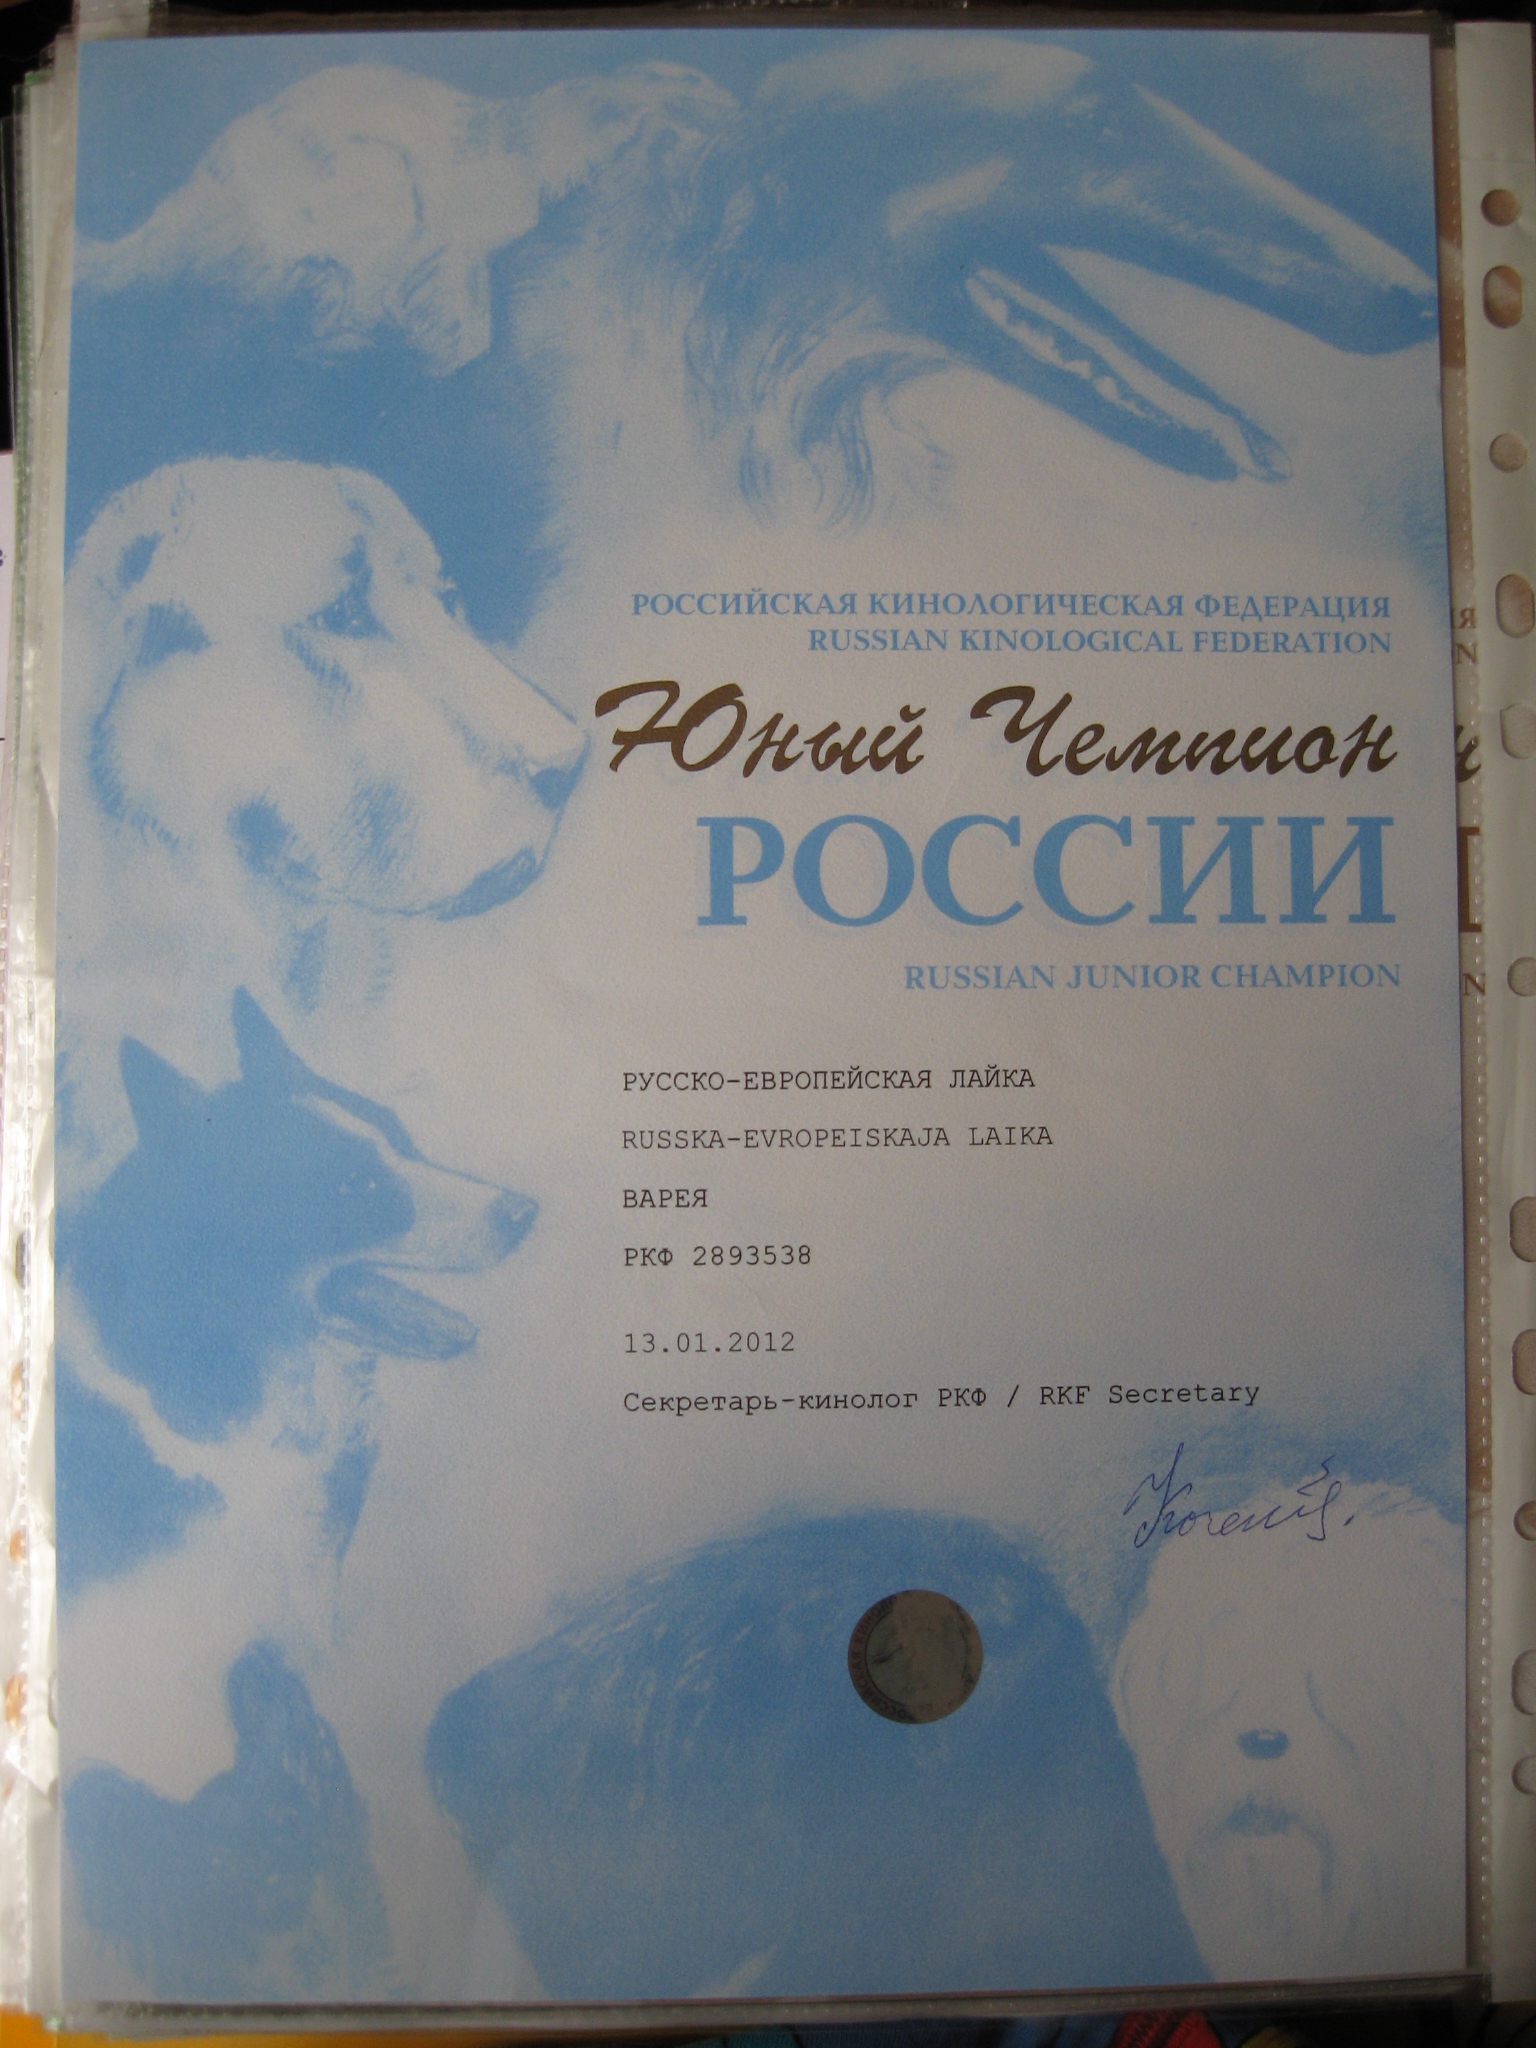 РОССИЙСКАЯ КИНОЛОГИЧЕСКАЯ ФЕДЕРАЦИЯ
RUSSIAN KINOLOGICAL FEDERATION
Юный Чемпион
РОССИИ
RUSSIAN JUNIOR CHAMPION
РУССКО-ЕВРОПЕЙСКАЯ ЛАЙКА
RUSSKA-EVROPEISKAJA LAIKA
ВАРЕЯ
РКФ 2893538
13.01.2012
Секретарь-кинолог РКФ / RKF Secretary